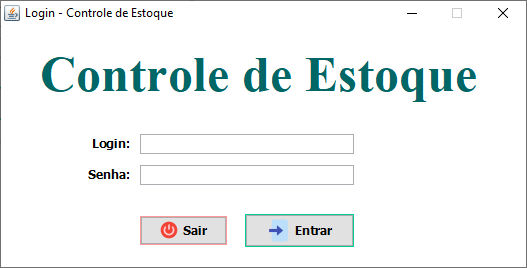 Login - Controle de Estoque
Controle de Estoque
Login:
Senha:
Sair
Entrar